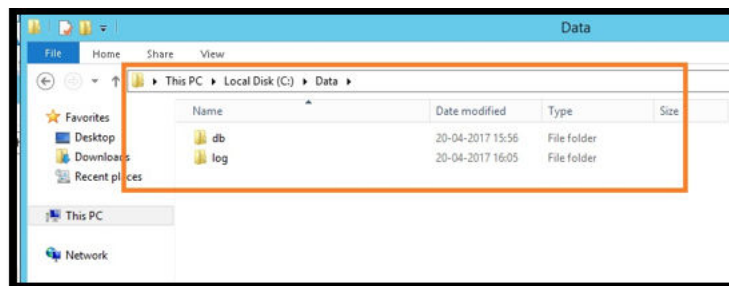 Data
File Home Share View
This PC Local Disk (C:) Data
Name Date modified Type Size
Favorites
Desktop
Downloads
Recent places
This PC
Network
db 20-04-2017 15:56 File folder
log 20-04-2017 16:05 File folder